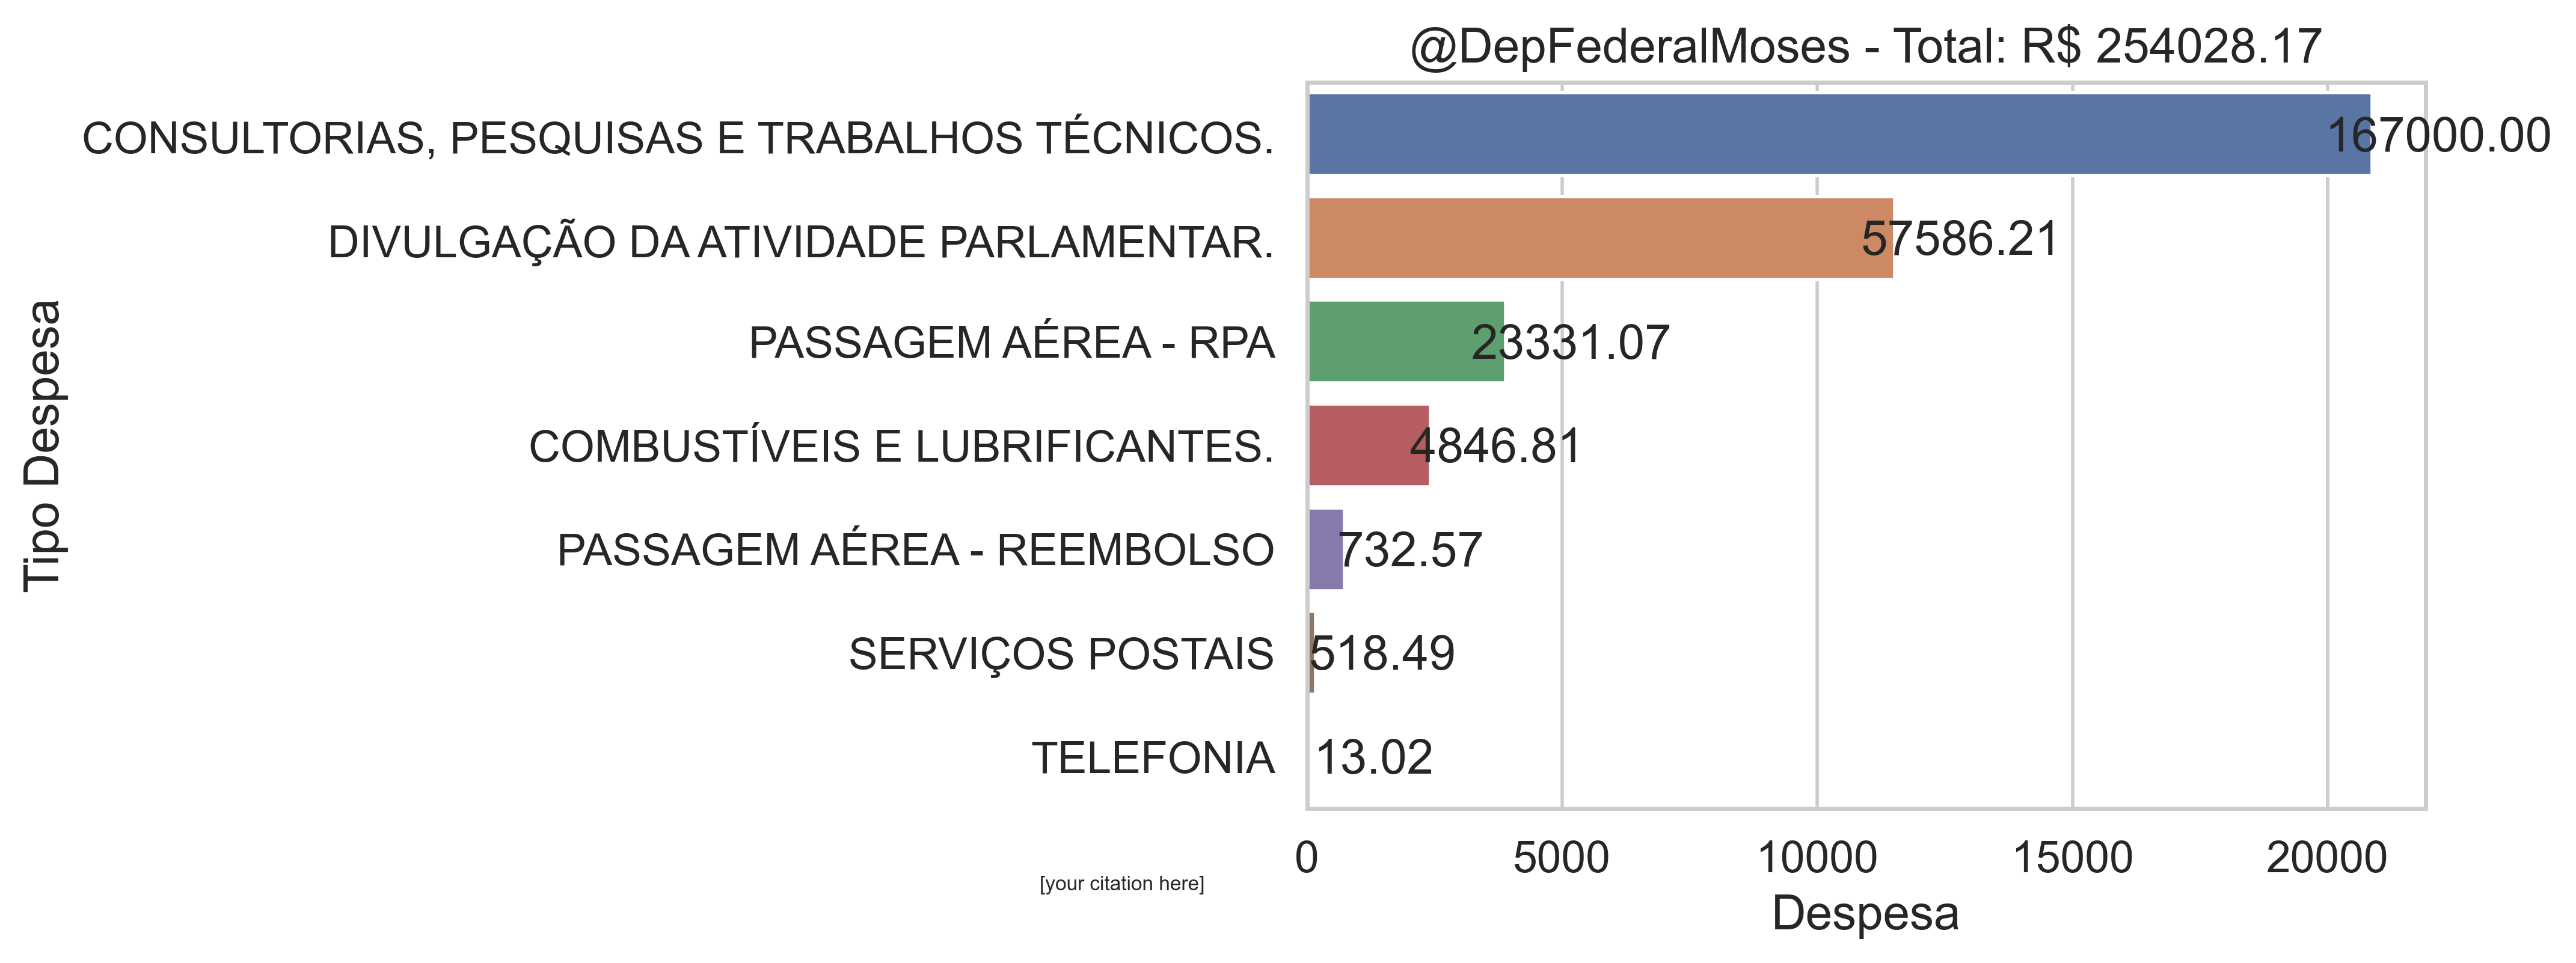 @DepFederalMoses - Total: R$ 254028.17
CONSULTORIAS, PESQUISAS E TRABALHOS TÉCNICOS.
167000.00
DIVULGAÇÃO DA ATIVIDADE PARLAMENTAR.
57586.21
PASSAGEM AÉREA - RPA
23331.07
COMBUSTÍVEIS E LUBRIFICANTES.
4846.81
PASSAGEM AÉREA - REEMBOLSO
732.57
SERVIÇOS POSTAIS
518.49
TELEFONIA
13.02
Tipo Despesa
0 5000 10000 15000 20000
[your citation here]
Despesa